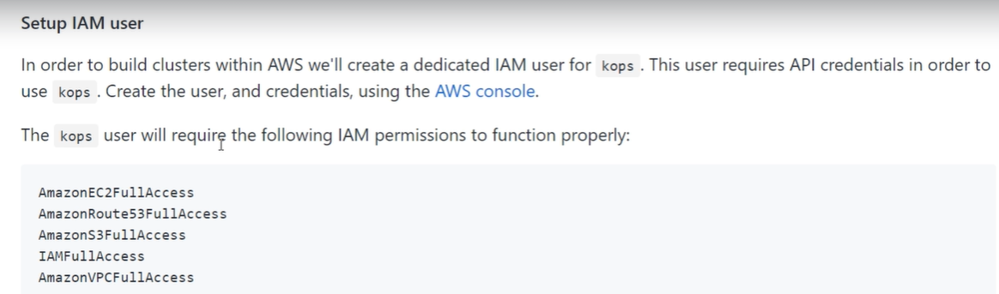 Setup IAM user
In order to build clusters within AWS we'll create a dedicated IAM user for kops . This user requires API credentials in order to
use kops . Create the user, and credentials, using the AWS console.
The kops user will require the following IAM permissions to function properly:
AmazonEC2FullAccess
AmazonRoute53FullAccess
AmazonS3FullAccess
IAMFullAccess
AmazonVPCFullAccess